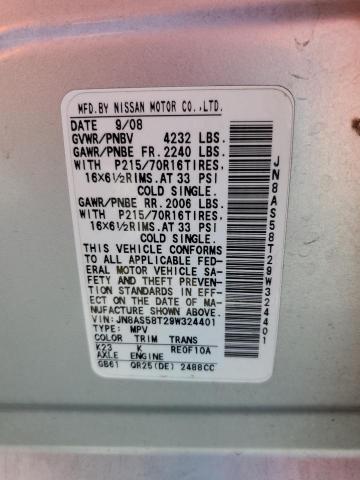 MFD.BY NISSAN MOTOR CO.,LTD.
DATE 9/08
GVWR/PNBV 4232 LBS.
GAWR/PNBE FR. 2240 LBS.
WITH P215/70R16TIRES,
16X6½RIMS.AT 33 PSI
COLD SINGLE.
GAWR/PNBE RR. 2006 LBS.
WITH P215/70R16TIRES,
16X6½RIMS.AT 33 PSI
COLD SINGLE.
THIS VEHICLE CONFORMS
TO ALL APPLICABLE FED-
ERAL MOTOR VEHICLE SA-
FETY AND THEFT PREVEN-
TION STANDARDS IN EF-
FECT ON THE DATE OF MA-
NUFACTURE SHOWN ABOVE.
VIN:JN8AS58T29W324401
TYPE: MPV
COLOR TRIM TRANS
K23 K RE0F10A
AXLE ENGINE
GB61 QR25(DE) 2488CC
JN8AS58T29W324401